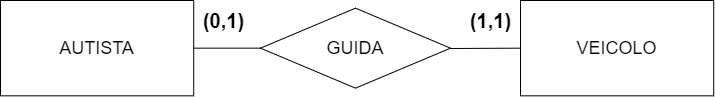 (0,1)
(1,1)
AUTISTA
GUIDA
VEICOLO